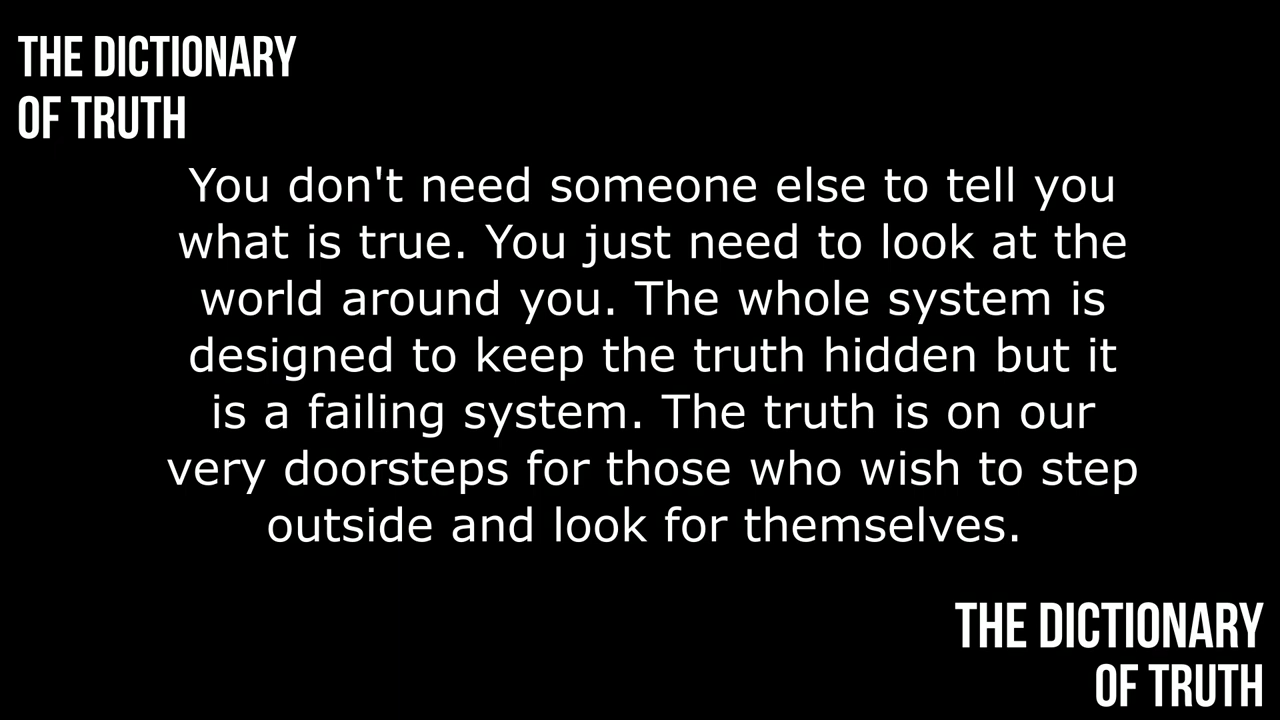 THE DICTIONARY
OF TRUTH
You don't need someone else to tell you
what is true. You just need to look at the
world around you. The whole system is
designed to keep the truth hidden but it
is a failing system. The truth is on our
very doorsteps for those who wish to step
outside and look for themselves.
THE DICTIONARY
OF TRUTH